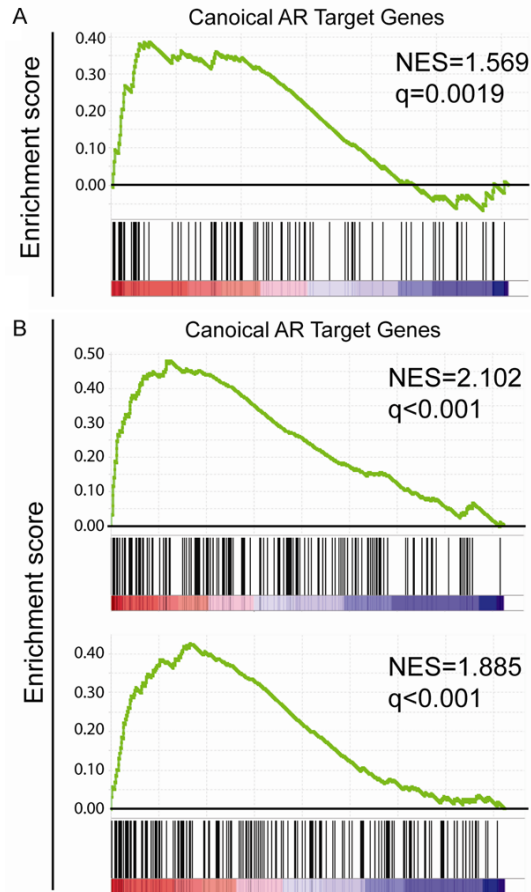 A
Canoical AR Target Genes
Enrichment score
0.40
0.30
0.20
0.10
0.00
NES=1.569
q=0.0019
B
Canoical AR Target Genes
Enrichment score
0.50
0.40
0.30
0.20
0.10
0.00
NES=2.102
q<0.001
0.40
0.30
0.20
0.10
0.00
NES=1.885
q<0.001